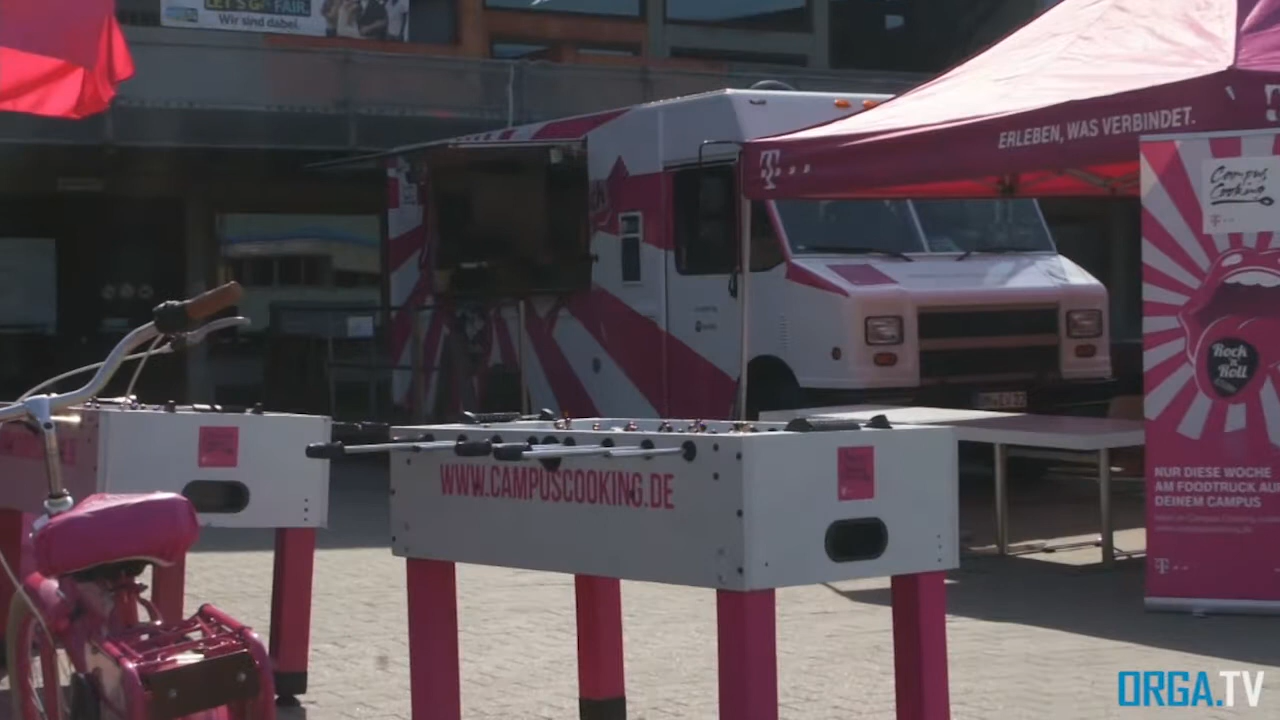 LET'S GO FAIR.
Wir sind dabei.
ERLEBEN, WAS VERBINDET.
T
Campus
Cooking
Rock
'n'
Roll
WWW.CAMPUSCOOKING.DE
NUR DIESE WOCHE
AM FOODTRUCK AUF
DEINEM CAMPUS
T
ORGA.TV